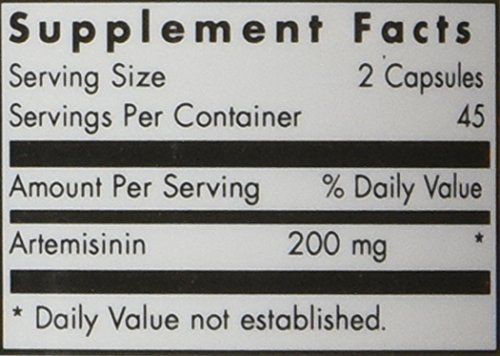 Supplement Facts
Serving Size 2 Capsules
Servings Per Container 45
Amount Per Serving % Daily Value
Artemisinin 200 mg *
* Daily Value not established.